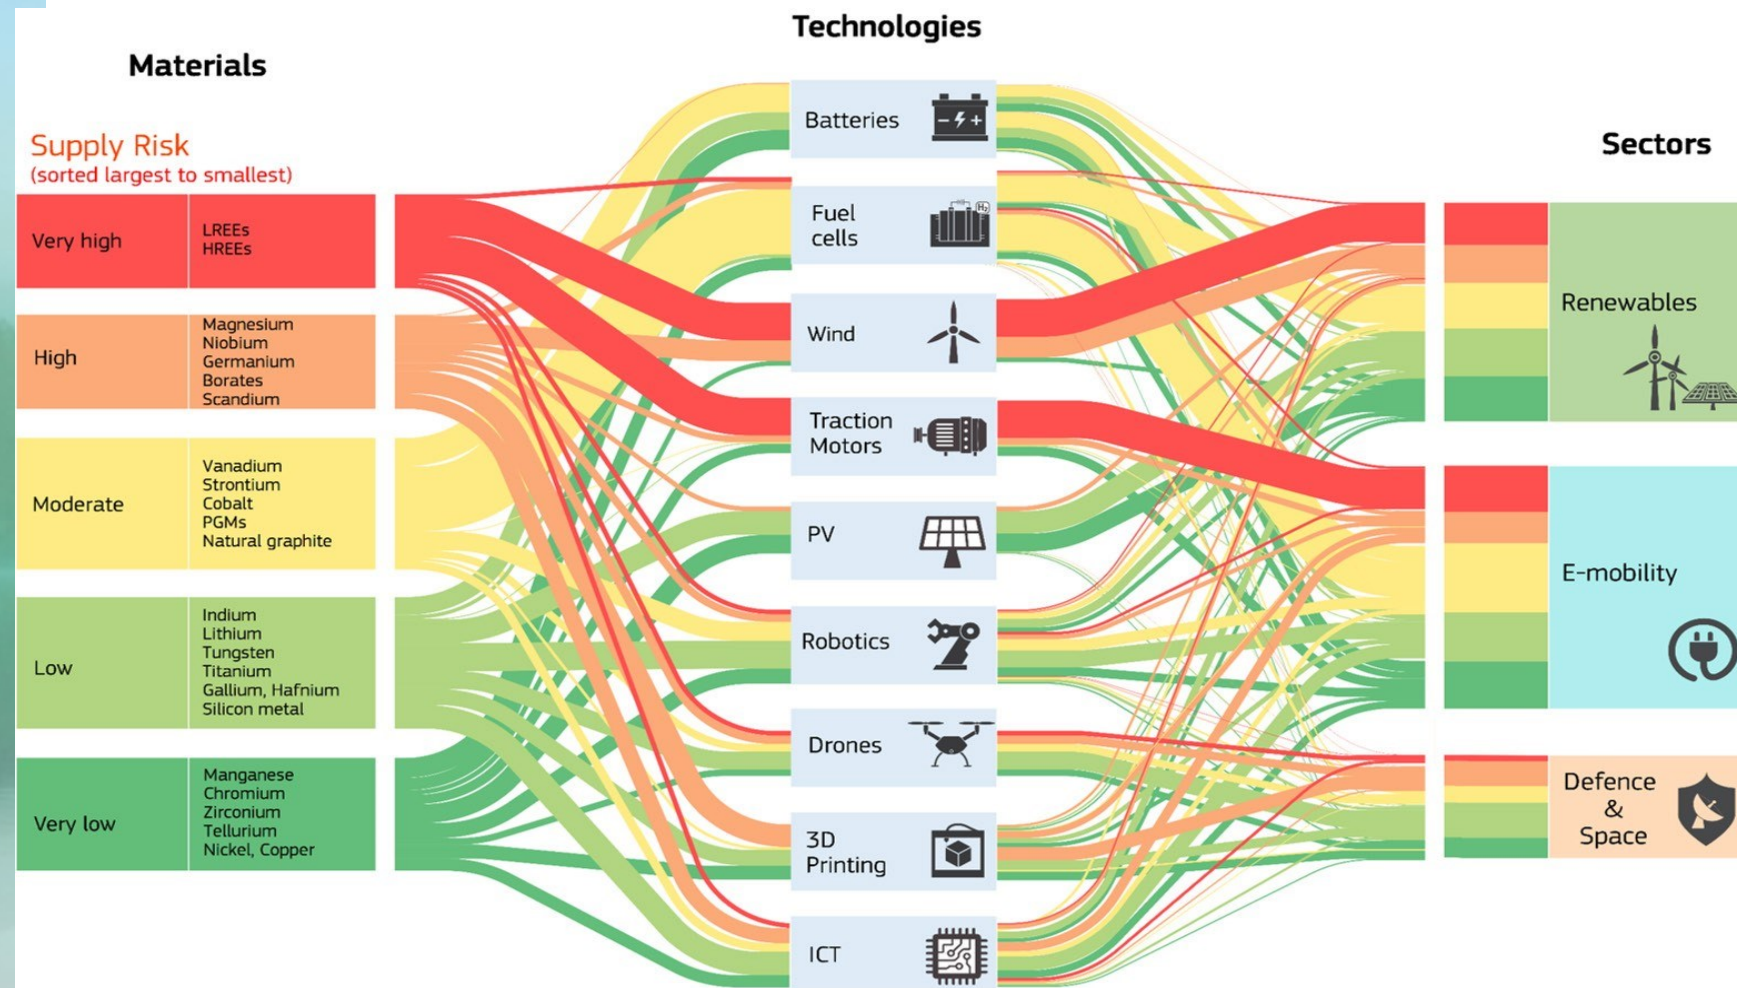 Technologies
Materials
Supply Risk
(sorted largest to smallest)
Very high
LREEs
HREEs
High
Magnesium
Niobium
Germanium
Borates
Scandium
Moderate
Vanadium
Strontium
Cobalt
PGMs
Natural graphite
Low
Indium
Lithium
Tungsten
Titanium
Gallium, Hafnium
Silicon metal
Very low
Manganese
Chromium
Zirconium
Tellurium
Nickel, Copper
Batteries
Fuel
cells
H₂
Wind
Traction
Motors
PV
Robotics
Drones
3D
Printing
ICT
Sectors
Renewables
E-mobility
Defence
&
Space